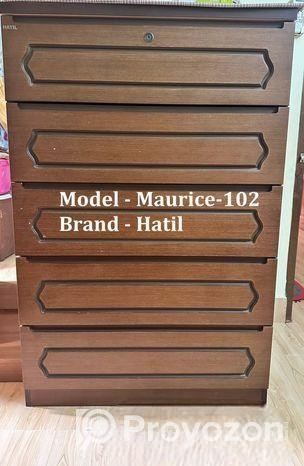 HATIL
Model - Maurice-102
Brand - Hatil
Provozon